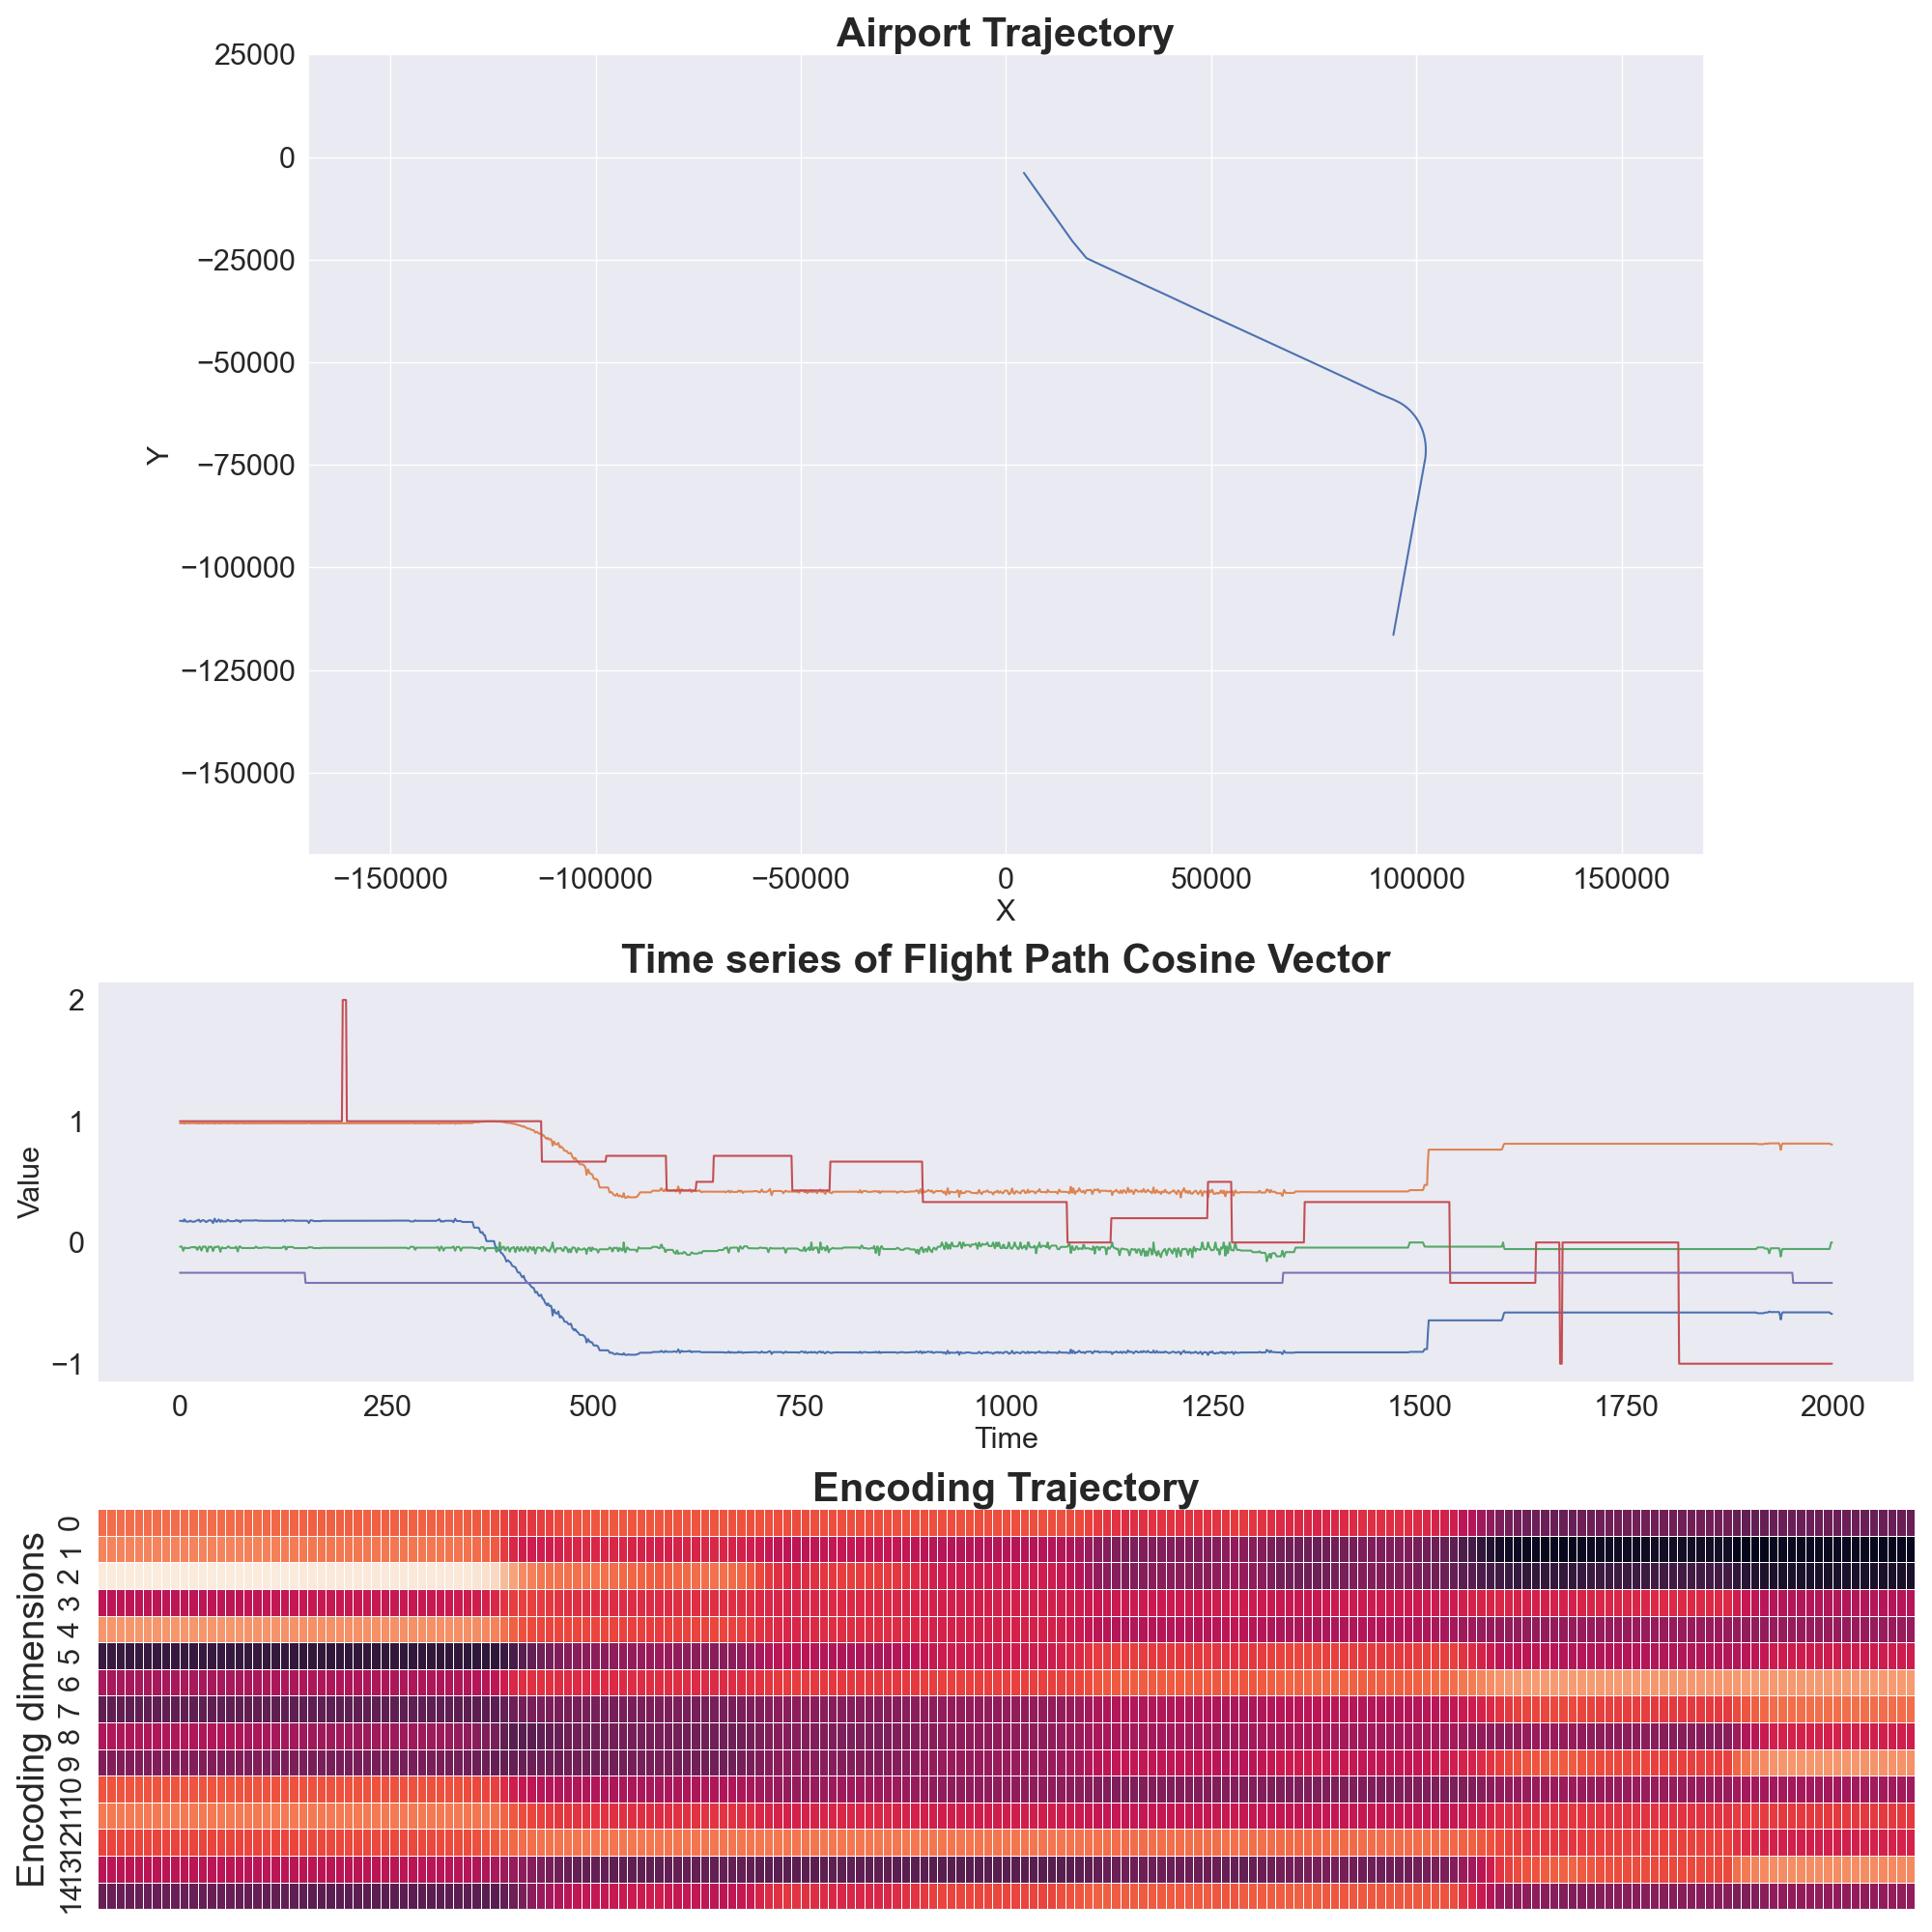 Airport Trajectory
25000
0
−25000
−50000
−75000
−100000
−125000
−150000
Y
−150000 −100000 −50000 0 50000 100000 150000
X
Time series of Flight Path Cosine Vector
2
1
0
−1
Value
0 250 500 750 1000 1250 1500 1750 2000
Time
Encoding Trajectory
Encoding dimensions
0 1 2 3 4 5 6 7 8 9 10 11 12 13 14